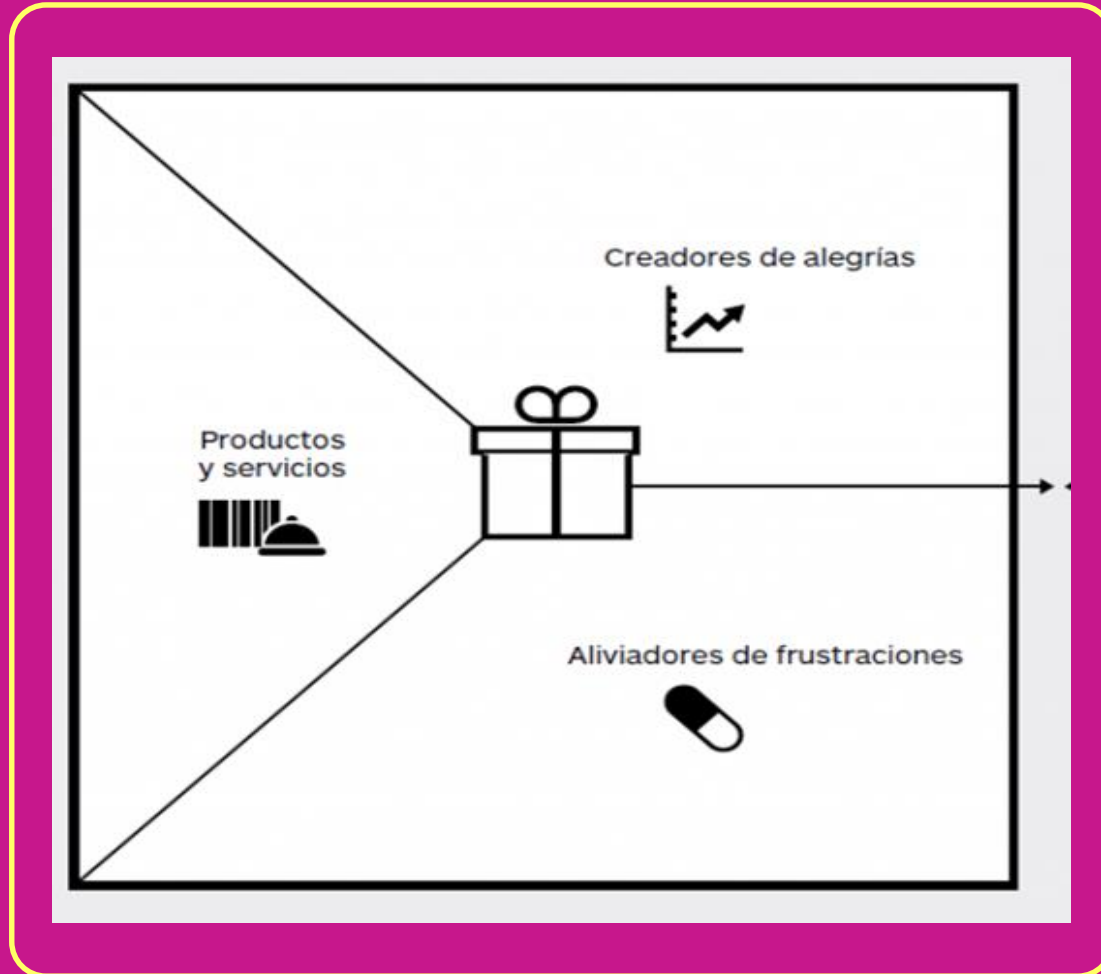 Creadores de alegrías
Productos
y servicios
Aliviadores de frustraciones